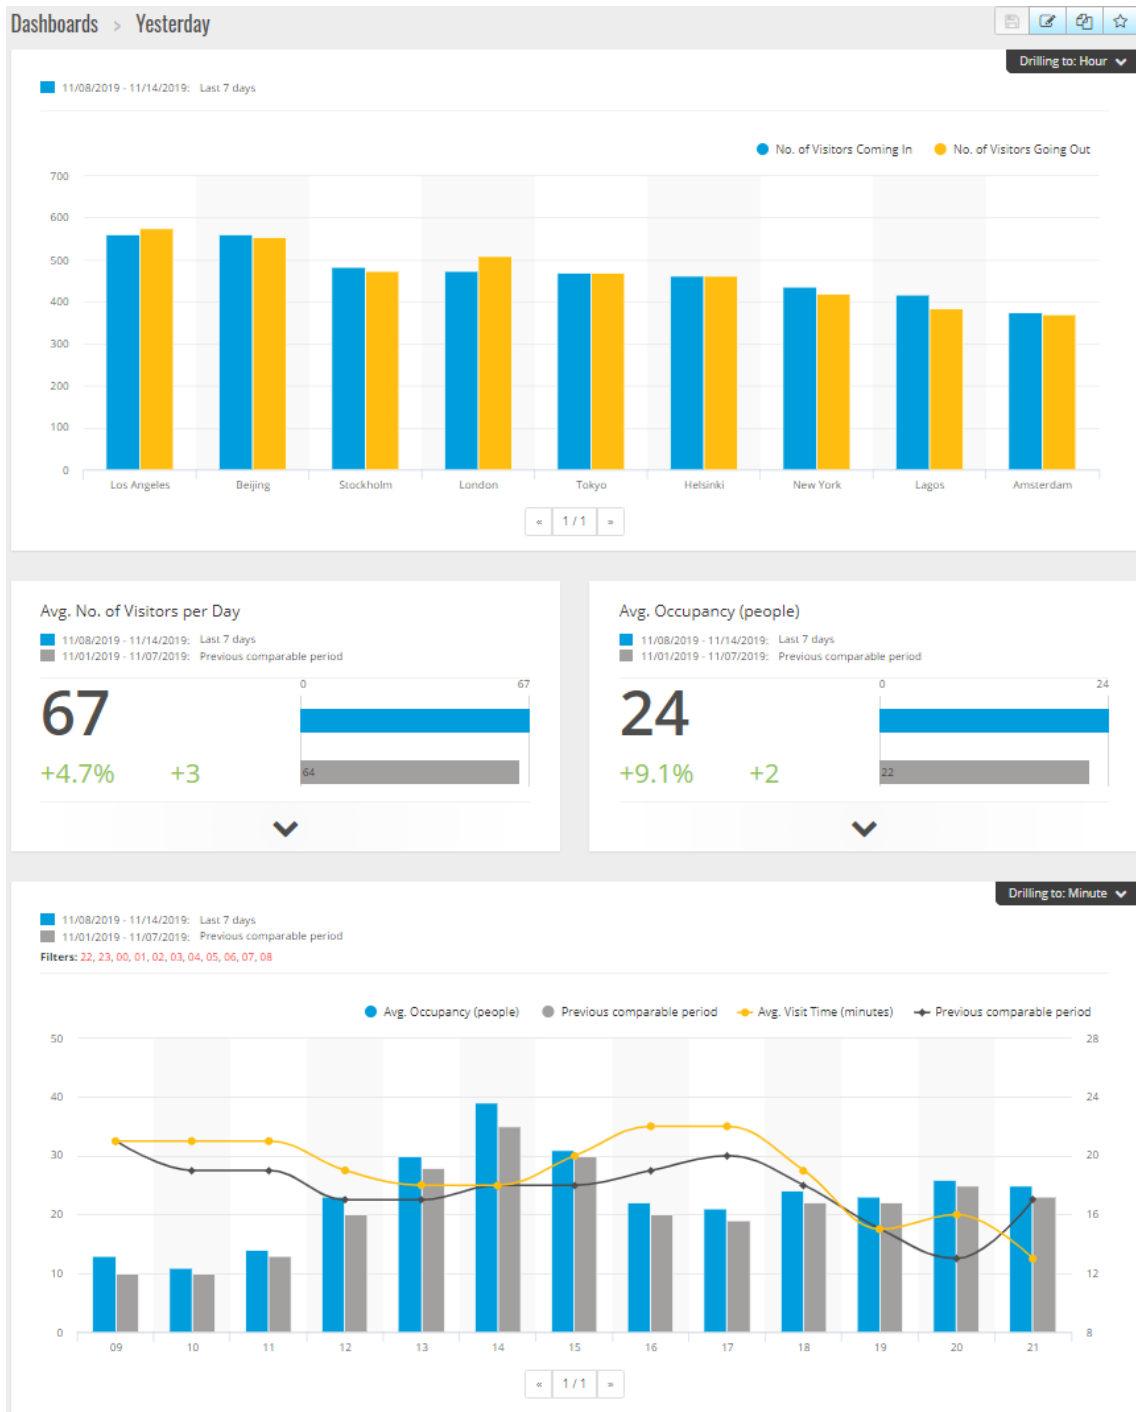 Dashboards > Yesterday
Drilling to: Hour
11/08/2019 - 11/14/2019: Last 7 days
No. of Visitors Coming In No. of Visitors Going Out
700
600
500
400
300
200
100
0
Los Angeles Beijing Stockholm London Tokyo Helsinki New York Lagos Amsterdam
« 1 / 1 »
Avg. No. of Visitors per Day
11/08/2019 - 11/14/2019: Last 7 days
11/01/2019 - 11/07/2019: Previous comparable period
0 67
67
+4.7% +3
64
Avg. Occupancy (people)
11/08/2019 - 11/14/2019: Last 7 days
11/01/2019 - 11/07/2019: Previous comparable period
0 24
24
+9.1% +2
22
Drilling to: Minute
11/08/2019 - 11/14/2019: Last 7 days
11/01/2019 - 11/07/2019: Previous comparable period
Filters: 22, 23, 00, 01, 02, 03, 04, 05, 06, 07, 08
Avg. Occupancy (people) Previous comparable period Avg. Visit Time (minutes) Previous comparable period
50 28
40 24
30 20
20 16
10 12
0 8
09 10 11 12 13 14 15 16 17 18 19 20 21
« 1 / 1 »